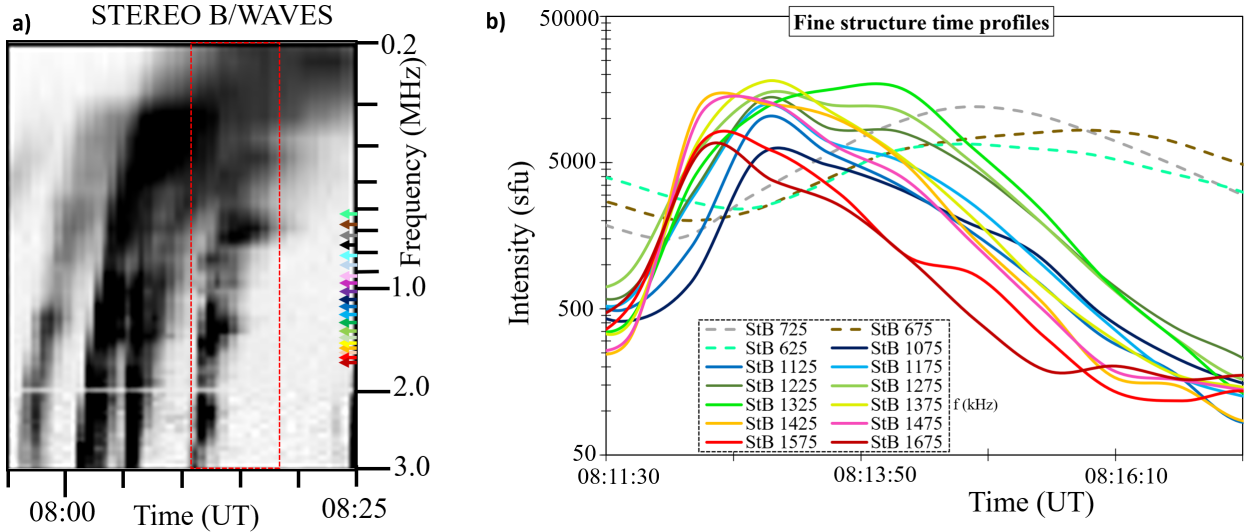 a)
STEREO B/WAVES
0.2
1.0
2.0
3.0
Frequency (MHz)
08:00
Time (UT)
08:25
b)
Fine structure time profiles
50000
5000
500
50
Intensity (sfu)
StB 725 StB 675
StB 625 StB 1075
StB 1125 StB 1175
StB 1225 StB 1275
StB 1325 StB 1375
StB 1425 StB 1475
StB 1575 StB 1675
f (kHz)
08:11:30 08:13:50 08:16:10
Time (UT)